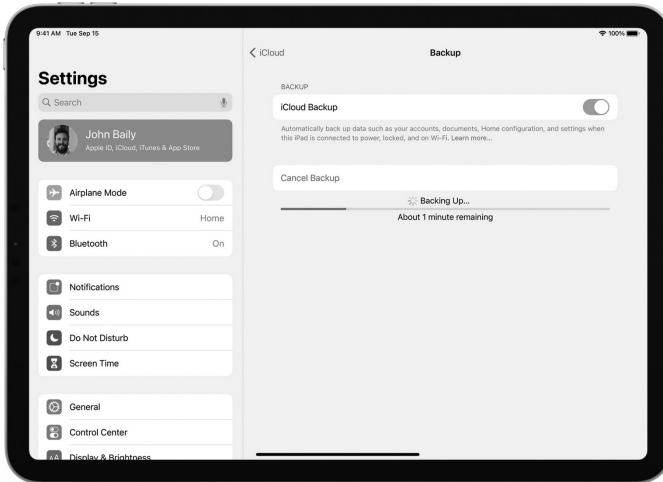 9:41 AM Tue Sep 15
100%
Settings
Search
John Baily
Apple ID, iCloud, iTunes & App Store
Airplane Mode
Wi-Fi Home
Bluetooth On
Notifications
Sounds
Do Not Disturb
Screen Time
General
Control Center
AA Display & Brightness
iCloud
Backup
BACKUP
iCloud Backup
Automatically back up data such as your accounts, documents, Home configuration, and settings when
this iPad is connected to power, locked, and on Wi-Fi. Learn more...
Cancel Backup
Backing Up...
About 1 minute remaining